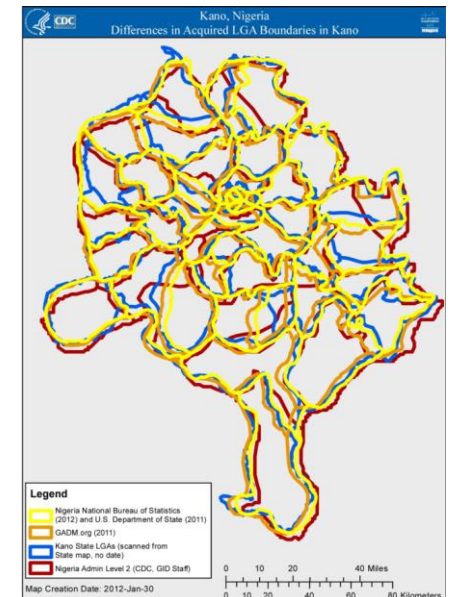 CDC
Kano, Nigeria
Differences in Acquired LGA Boundaries in Kano
Legend
Nigeria National Bureau of Statistics
(2012) and U.S. Department of State (2011)
GADM.org (2011)
Kano State LGAs (scanned from
State map, no date)
Nigeria Admin Level 2 (CDC, GID Staff)
Map Creation Date: 2012-Jan-30
0 10 20 40 Miles
0 10 20 40 60 80 Kilometers